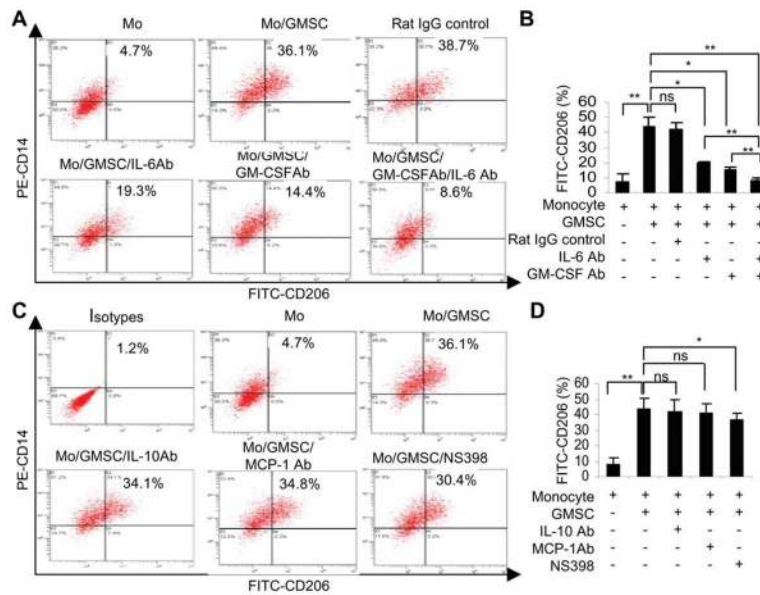 A
Mo
Mo/GMSC
Rat IgG control
4.7%
36.1%
38.7%
Mo/GMSC/IL-6Ab
Mo/GMSC/
GM-CSFAb
Mo/GMSC/
GM-CSFAb/IL-6 Ab
19.3%
14.4%
8.6%
PE-CD14
FITC-CD206
B
**
*
*
**
ns
**
**
FITC-CD206 (%)
60
50
40
30
20
10
0
Monocyte + + + + + +
GMSC - + + + + +
Rat IgG control - - + - - -
IL-6 Ab - - - + - +
GM-CSF Ab - - - - + +
C
Isotypes
Mo
Mo/GMSC
1.2%
4.7%
36.1%
Mo/GMSC/IL-10Ab
Mo/GMSC/
MCP-1 Ab
Mo/GMSC/NS398
34.1%
34.8%
30.4%
PE-CD14
FITC-CD206
D
*
ns
**
ns
FITC-CD206 (%)
60
50
40
30
20
10
0
Monocyte + + + + +
GMSC - + + + +
IL-10 Ab - - + - -
MCP-1Ab - - - + -
NS398 - - - - +